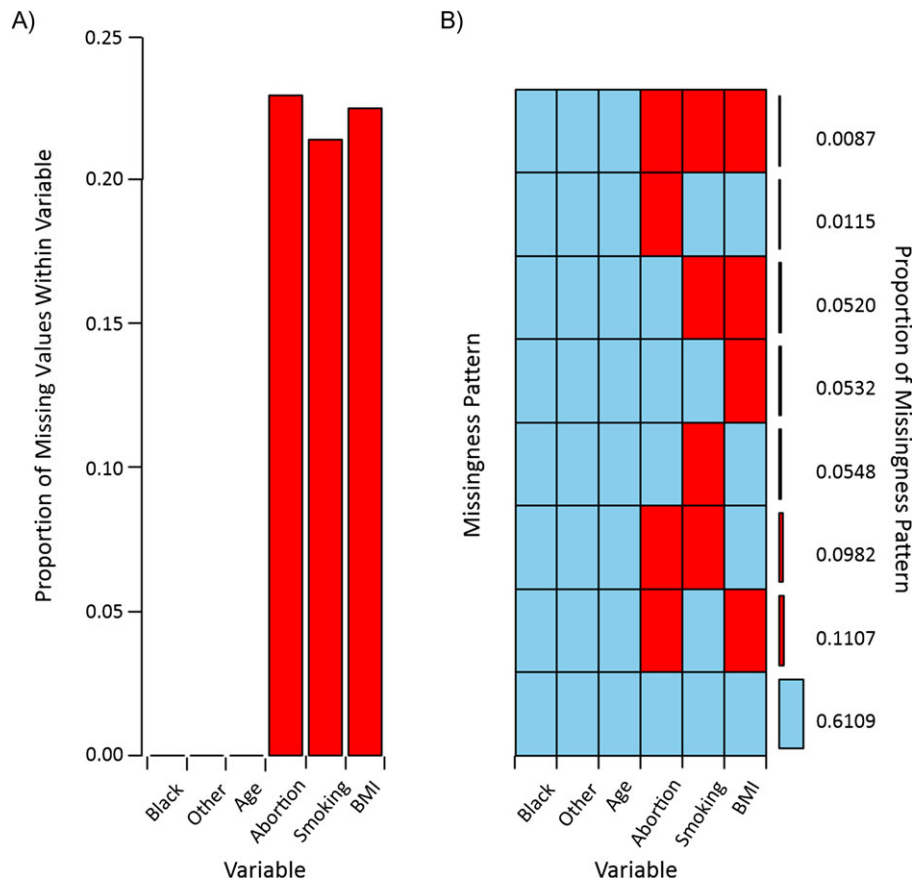 A)
Proportion of Missing Values Within Variable
0.25
0.20
0.15
0.10
0.05
0.00
Black
Other
Age
Abortion
Smoking
BMI
Variable
B)
Missingness Pattern
0.0087
0.0115
0.0520
0.0532
0.0548
0.0982
0.1107
0.6109
Proportion of Missingness Pattern
Black
Other
Age
Abortion
Smoking
BMI
Variable